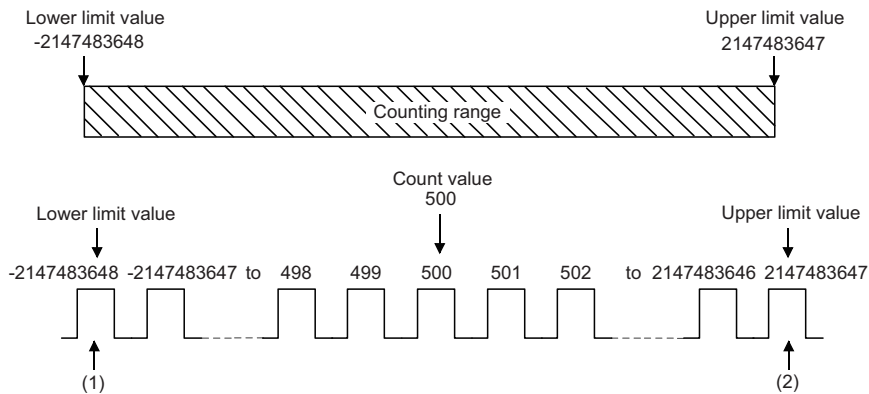 Lower limit value
-2147483648
Upper limit value
2147483647
Counting range
Count value
500
Lower limit value
Upper limit value
-2147483648 -2147483647 to 498 499 500 501 502 to 2147483646 2147483647
(1)
(2)